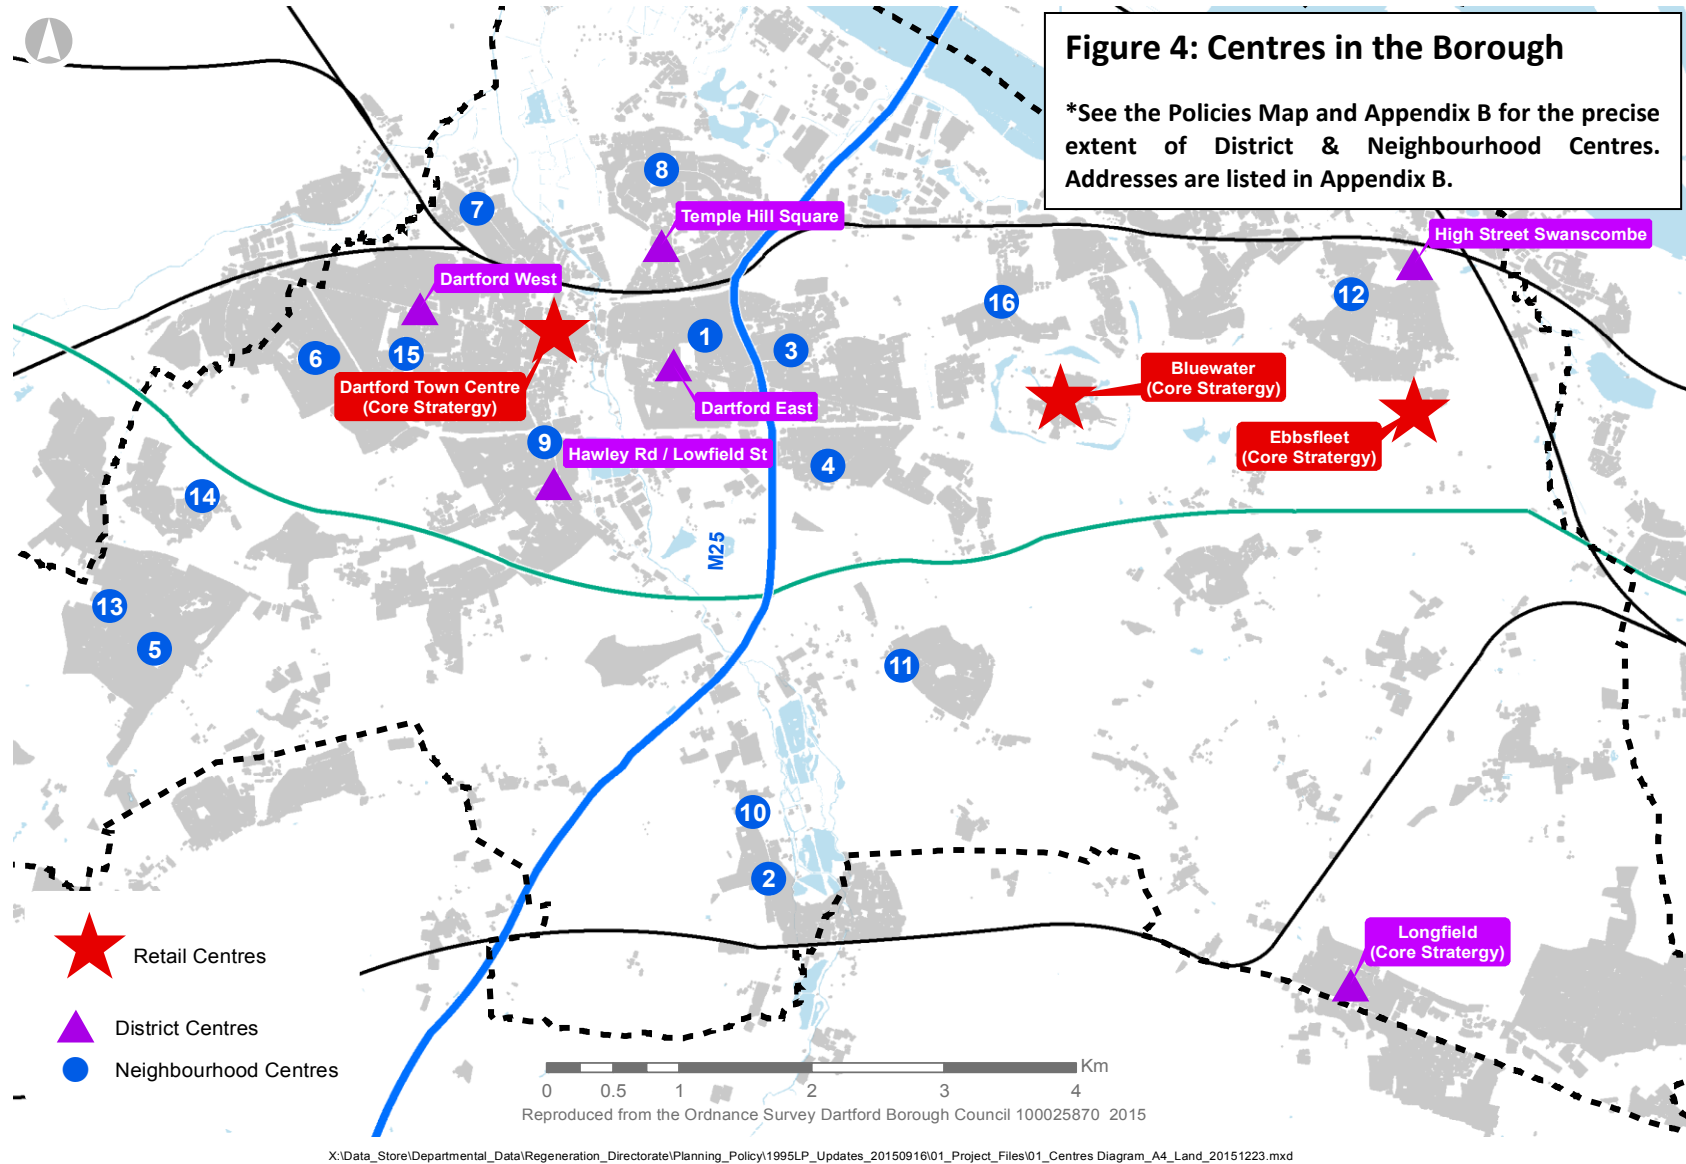 Figure 4: Centres in the Borough
*See the Policies Map and Appendix B for the precise
extent of District & Neighbourhood Centres.
Addresses are listed in Appendix B.
8
7
Temple Hill Square
High Street Swanscombe
Dartford West
12
16
1
3
15
6
Dartford Town Centre
(Core Stratergy)
Bluewater
(Core Stratergy)
Dartford East
Ebbsfleet
(Core Stratergy)
9
Hawley Rd / Lowfield St
4
14
M25
13
5
11
10
2
Longfield
(Core Stratergy)
Retail Centres
District Centres
Neighbourhood Centres
Km
0 0.5 1 2 3 4
Reproduced from the Ordnance Survey Dartford Borough Council 100025870 2015
X:\Data_Store\Departmental_Data\Regeneration_Directorate\Planning_Policy\1995LP_Updates_20150916\01_Project_Files\01_Centres Diagram_A4_Land_20151223.mxd